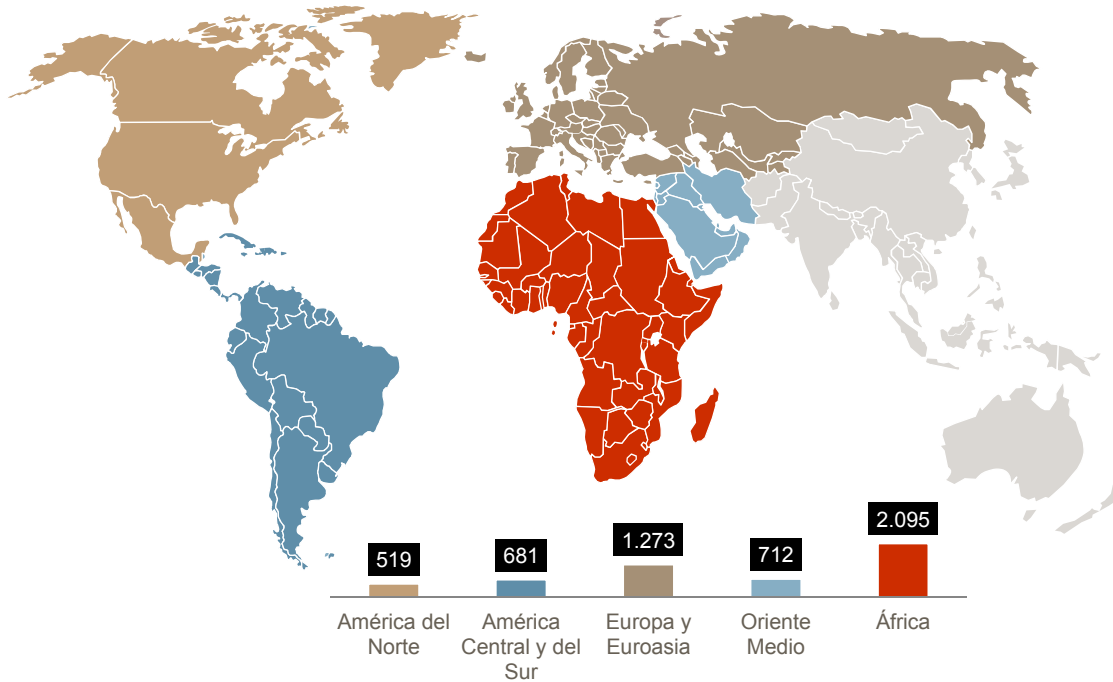 519
681
1.273
712
2.095
América del
Norte
América
Central y del
Sur
Europa y
Euroasia
Oriente
Medio
África